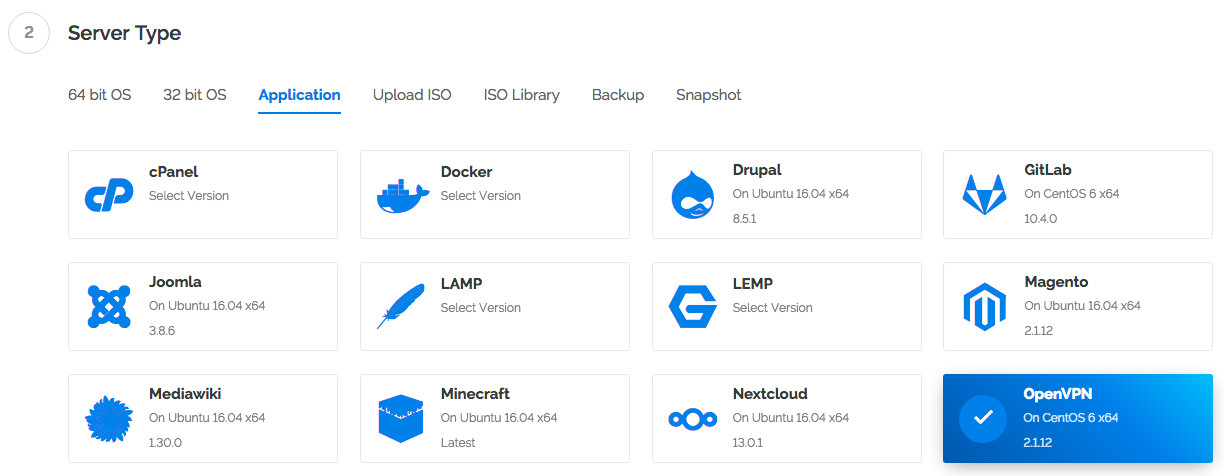 2
Server Type
64 bit OS 32 bit OS Application Upload ISO ISO Library Backup Snapshot
cPanel
Select Version
Docker
Select Version
Drupal
On Ubuntu 16.04 x64
8.5.1
GitLab
On CentOS 6 x64
10.4.0
Joomla
On Ubuntu 16.04 x64
3.8.6
LAMP
Select Version
LEMP
Select Version
Magento
On Ubuntu 16.04 x64
2.1.12
Mediawiki
On Ubuntu 16.04 x64
1.30.0
Minecraft
On Ubuntu 16.04 x64
Latest
Nextcloud
On Ubuntu 16.04 x64
13.0.1
OpenVPN
On CentOS 6 x64
2.1.12